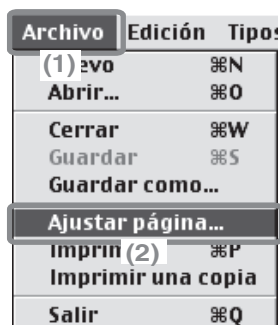 Archivo Edición Tipos
(1) evo ⌘N
Abrir... ⌘O
Cerrar ⌘W
Guardar ⌘S
Guardar como...
Ajustar página...
Imprim (2) ⌘P
Imprimir una copia
Salir ⌘Q